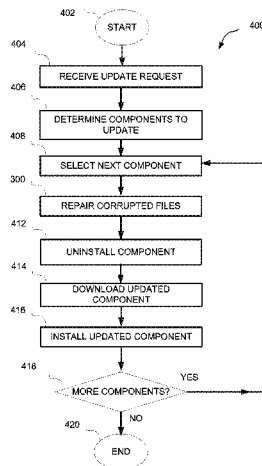 402
START
400
404
RECEIVE UPDATE REQUEST
406
DETERMINE COMPONENTS TO
UPDATE
408
SELECT NEXT COMPONENT
300
REPAIR CORRUPTED FILES
412
UNINSTALL COMPONENT
414
DOWNLOAD UPDATED
COMPONENT
416
INSTALL UPDATED COMPONENT
418
MORE COMPONENTS?
YES
NO
420
END